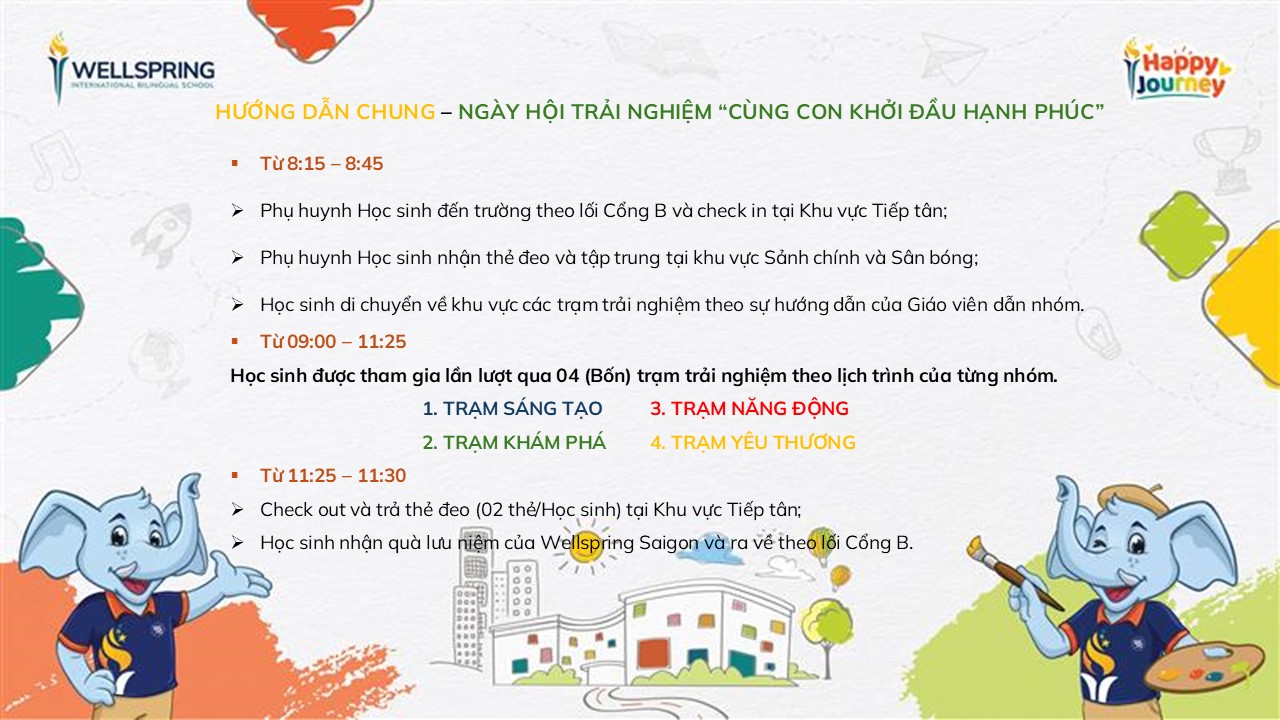 WELLSPRING
INTERNATIONAL BILINGUAL SCHOOL
Happy
Journey
HƯỚNG DẪN CHUNG – NGÀY HỘI TRẢI NGHIỆM “CÙNG CON KHỞI ĐẦU HẠNH PHÚC”
▪ Từ 8:15 – 8:45
➢ Phụ huynh Học sinh đến trường theo lối Cổng B và check in tại Khu vực Tiếp tân;
➢ Phụ huynh Học sinh nhận thẻ đeo và tập trung tại khu vực Sảnh chính và Sân bóng;
➢ Học sinh di chuyển về khu vực các trạm trải nghiệm theo sự hướng dẫn của Giáo viên dẫn nhóm.
▪ Từ 09:00 – 11:25
Học sinh được tham gia lần lượt qua 04 (Bốn) trạm trải nghiệm theo lịch trình của từng nhóm.
1. TRẠM SÁNG TẠO 3. TRẠM NĂNG ĐỘNG
2. TRẠM KHÁM PHÁ 4. TRẠM YÊU THƯƠNG
▪ Từ 11:25 – 11:30
➢ Check out và trả thẻ đeo (02 thẻ/Học sinh) tại Khu vực Tiếp tân;
➢ Học sinh nhận quà lưu niệm của Wellspring Saigon và ra về theo lối Cổng B.